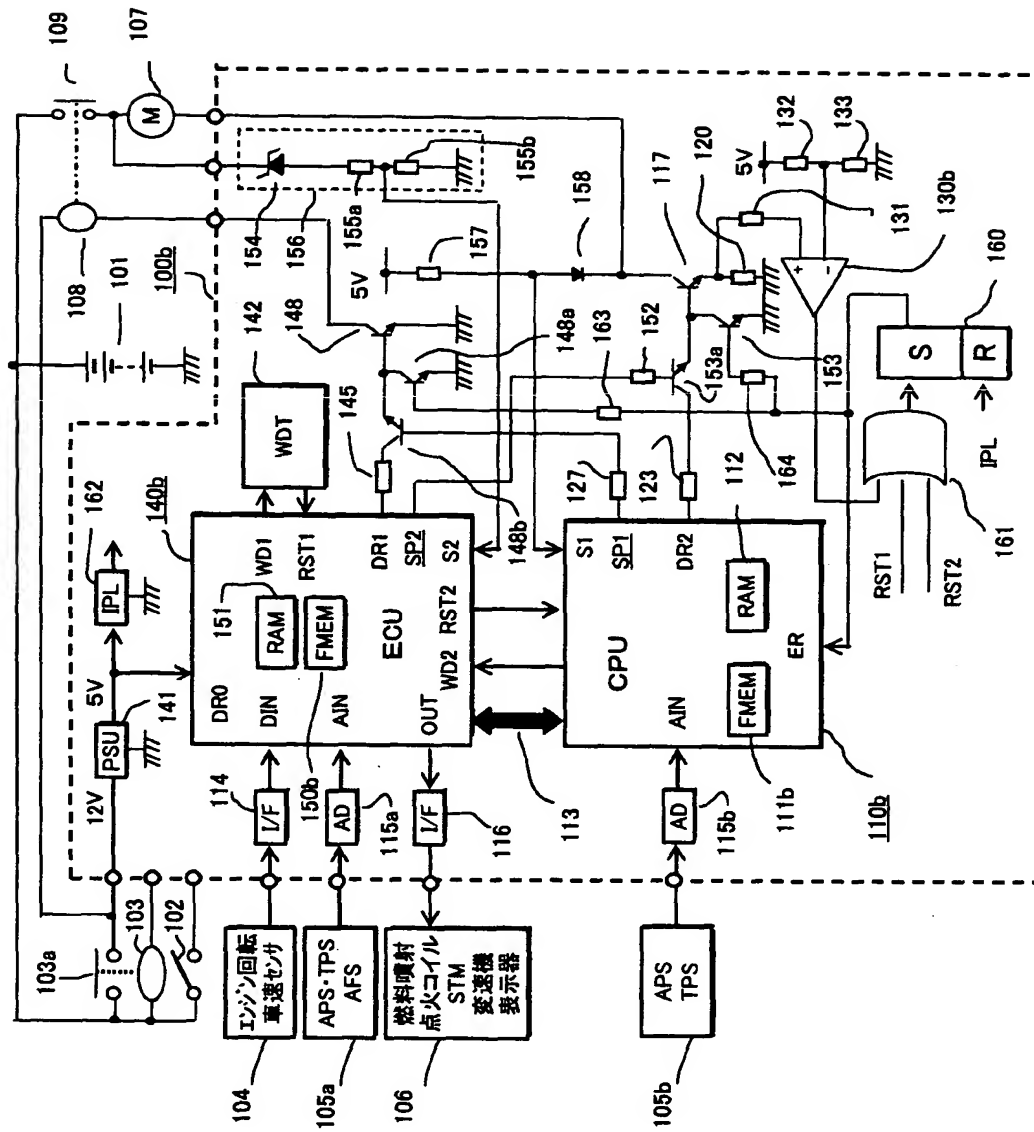 109
107
M
108
101
100b
103a
103
102
12V
PSU
141
5V
IPL
162
140b
142
WDT
148
148a
145
148b
154
156
155a
155b
5V
157
158
117
120
131
132
133
5V
130b
160
152
153a
163
153
164
161
S
R
IPL
RST1
RST2
127
123
112
DR0
DIN
AIN
OUT
WD1
RST1
DR1
SP2
S2
RST2
WD2
151
RAM
FMEM
150b
ECU
113
CPU
S1
SP1
DR2
AIN
ER
RAM
FMEM
111b
110b
エンジン回転
車速センサ
104
I/F
114
APS・TPS
AFS
105a
AD
115a
燃料噴射
点火コイル
STM
変速機
表示器
106
I/F
116
APS
TPS
105b
AD
115b
+
-